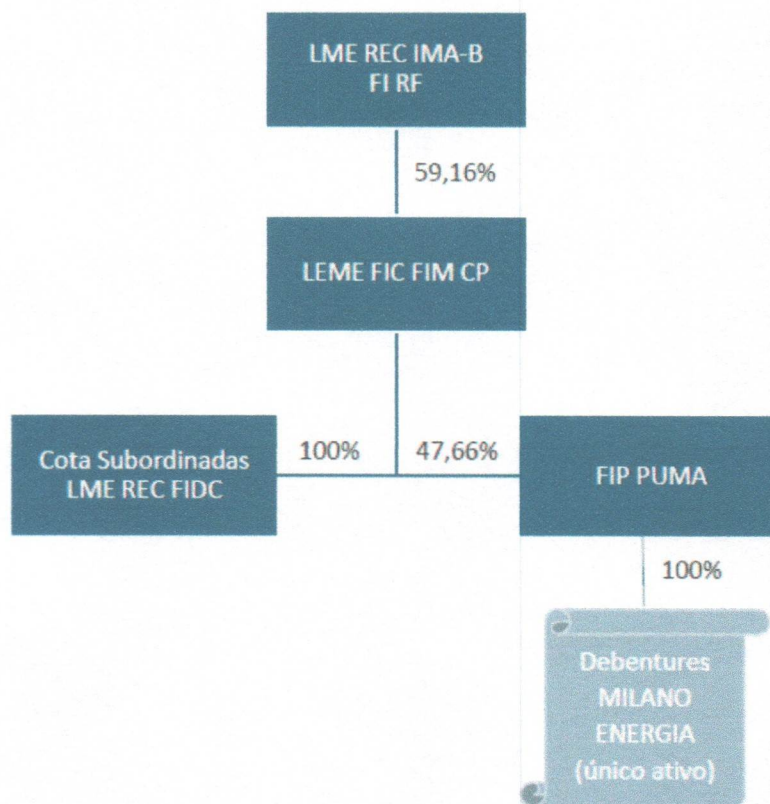 LME REC IMA-B
FI RF
59,16%
LEME FIC FIM CP
Cota Subordinadas
LME REC FIDC
100%
47,66%
FIP PUMA
100%
Debentures
MILANO
ENERGIA
(único ativo)